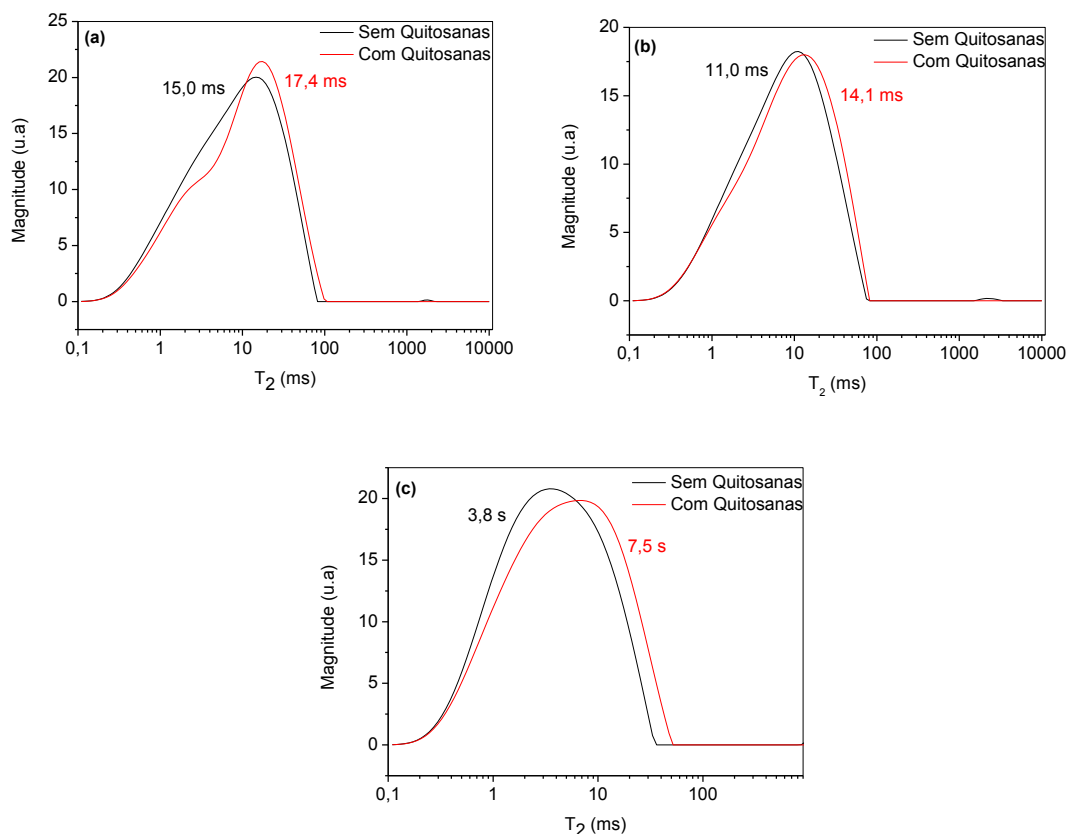 (a)
Sem Quitosanas
Com Quitosanas
15,0 ms
17,4 ms
Magnitude (u.a)
25
20
15
10
5
0
0,1
1
10
100
1000
10000
T2 (ms)
(b)
Sem Quitosanas
Com Quitosanas
11,0 ms
14,1 ms
Magnitude (u.a)
20
15
10
5
0
0,1
1
10
100
1000
10000
T2 (ms)
(c)
Sem Quitosanas
Com Quitosanas
3,8 s
7,5 s
Magnitude (u.a)
20
15
10
5
0
0,1
1
10
100
T2 (ms)